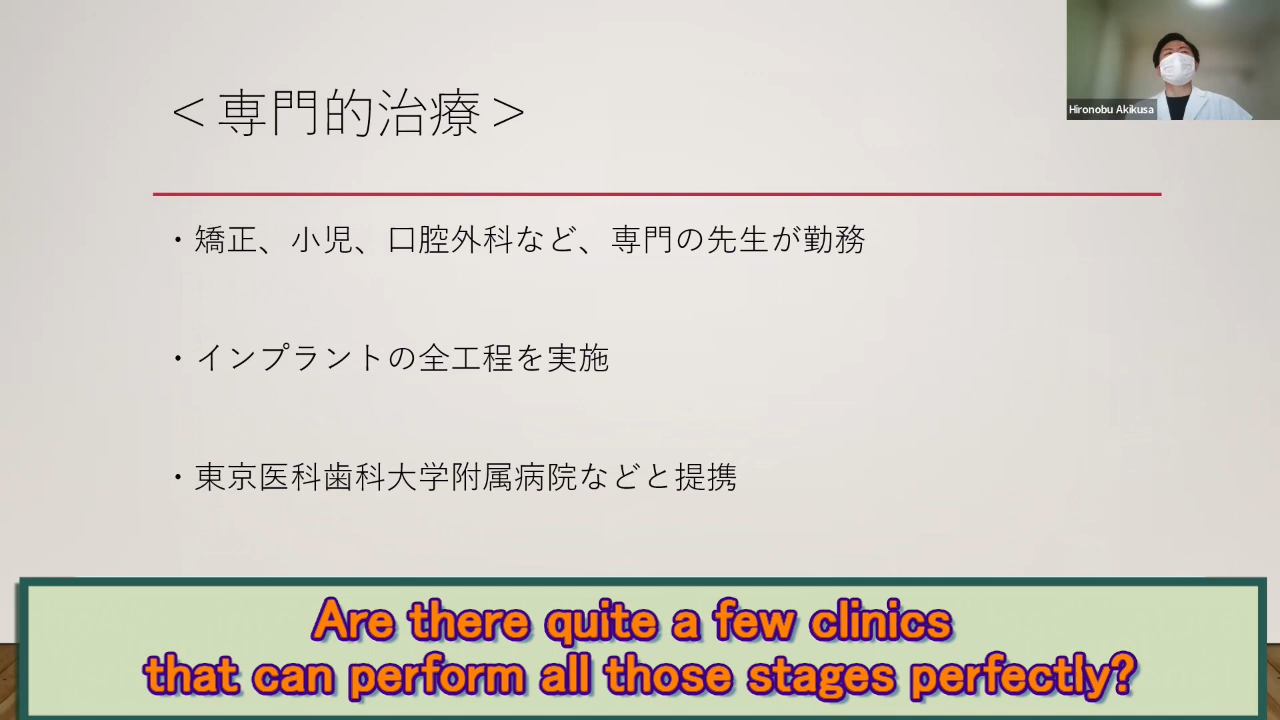 ＜専門的治療＞
Hironobu Akikusa
・矯正、小児、口腔外科など、専門の先生が勤務
・インプラントの全工程を実施
・東京医科歯科大学附属病院などと提携
Are there quite a few clinics
that can perform all those stages perfectly?